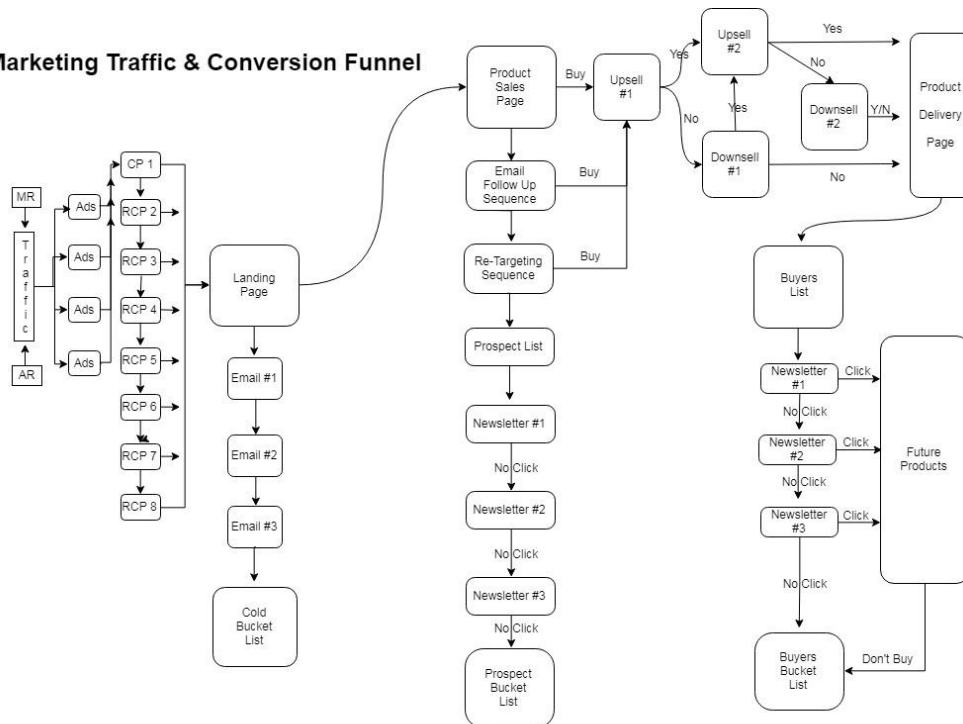 Marketing Traffic & Conversion Funnel
MR
Traffic
AR
Ads
Ads
Ads
Ads
CP 1
RCP 2
RCP 3
RCP 4
RCP 5
RCP 6
RCP 7
RCP 8
Landing
Page
Email #1
Email #2
Email #3
Cold
Bucket
List
Product
Sales
Page
Buy
Email
Follow Up
Sequence
Buy
Re-Targeting
Sequence
Buy
Prospect List
Newsletter #1
No Click
Newsletter #2
No Click
Newsletter #3
No Click
Prospect
Bucket
List
Upsell
#1
Yes
No
Upsell
#2
Yes
No
Yes
Downsell
#1
No
Downsell
#2
Y/N
Product
Delivery
Page
Buyers
List
Newsletter
#1
Click
No Click
Newsletter
#2
Click
No Click
Newsletter
#3
Click
No Click
Future
Products
Don't Buy
Buyers
Bucket
List